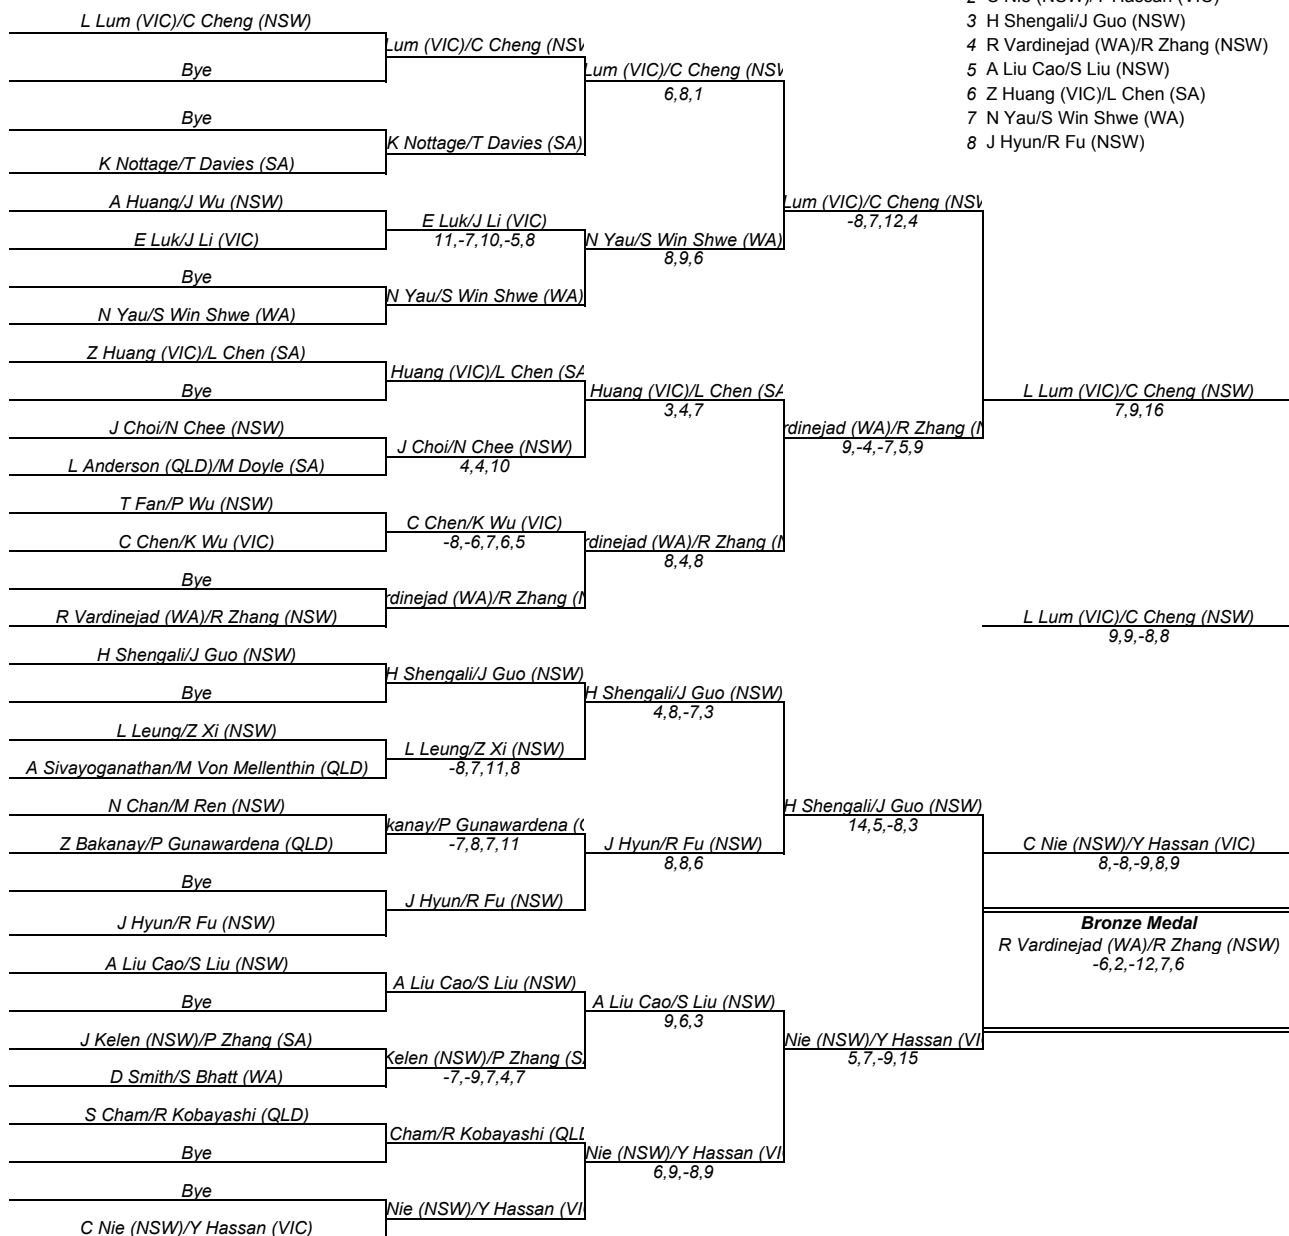 L Lum (VIC)/C Cheng (NSW)
Bye
Bye
K Nottage/T Davies (SA)
A Huang/J Wu (NSW)
E Luk/J Li (VIC)
Bye
N Yau/S Win Shwe (WA)
Z Huang (VIC)/L Chen (SA)
Bye
J Choi/N Chee (NSW)
L Anderson (QLD)/M Doyle (SA)
T Fan/P Wu (NSW)
C Chen/K Wu (VIC)
Bye
R Vardinejad (WA)/R Zhang (NSW)
H Shengali/J Guo (NSW)
Bye
L Leung/Z Xi (NSW)
A Sivayoganathan/M Von Mellenthin (QLD)
N Chan/M Ren (NSW)
Z Bakanay/P Gunawardena (QLD)
Bye
J Hyun/R Fu (NSW)
A Liu Cao/S Liu (NSW)
Bye
J Kelen (NSW)/P Zhang (SA)
D Smith/S Bhatt (WA)
S Cham/R Kobayashi (QLD)
Bye
Bye
C Nie (NSW)/Y Hassan (VIC)
Lum (VIC)/C Cheng (NSW
K Nottage/T Davies (SA)
E Luk/J Li (VIC)
11,-7,10,-5,8
N Yau/S Win Shwe (WA)
Huang (VIC)/L Chen (SA
J Choi/N Chee (NSW)
4,4,10
C Chen/K Wu (VIC)
-8,-6,7,6,5
rdinejad (WA)/R Zhang (N
H Shengali/J Guo (NSW)
L Leung/Z Xi (NSW)
-8,7,11,8
kanay/P Gunawardena (Q
-7,8,7,11
J Hyun/R Fu (NSW)
A Liu Cao/S Liu (NSW)
Kelen (NSW)/P Zhang (SA
-7,-9,7,4,7
Cham/R Kobayashi (QLD
Nie (NSW)/Y Hassan (VI
Lum (VIC)/C Cheng (NSW
6,8,1
N Yau/S Win Shwe (WA)
8,9,6
Huang (VIC)/L Chen (SA
3,4,7
rdinejad (WA)/R Zhang (N
8,4,8
H Shengali/J Guo (NSW)
4,8,-7,3
J Hyun/R Fu (NSW)
8,8,6
A Liu Cao/S Liu (NSW)
9,6,3
Nie (NSW)/Y Hassan (VI
6,9,-8,9
Lum (VIC)/C Cheng (NSW
-8,7,12,4
rdinejad (WA)/R Zhang (N
9,-4,-7,5,9
H Shengali/J Guo (NSW)
14,5,-8,3
Nie (NSW)/Y Hassan (VI
5,7,-9,15
3 H Shengali/J Guo (NSW)
4 R Vardinejad (WA)/R Zhang (NSW)
5 A Liu Cao/S Liu (NSW)
6 Z Huang (VIC)/L Chen (SA)
7 N Yau/S Win Shwe (WA)
8 J Hyun/R Fu (NSW)
L Lum (VIC)/C Cheng (NSW)
7,9,16
L Lum (VIC)/C Cheng (NSW)
9,9,-8,8
C Nie (NSW)/Y Hassan (VIC)
8,-8,-9,8,9
Bronze Medal
R Vardinejad (WA)/R Zhang (NSW)
-6,2,-12,7,6